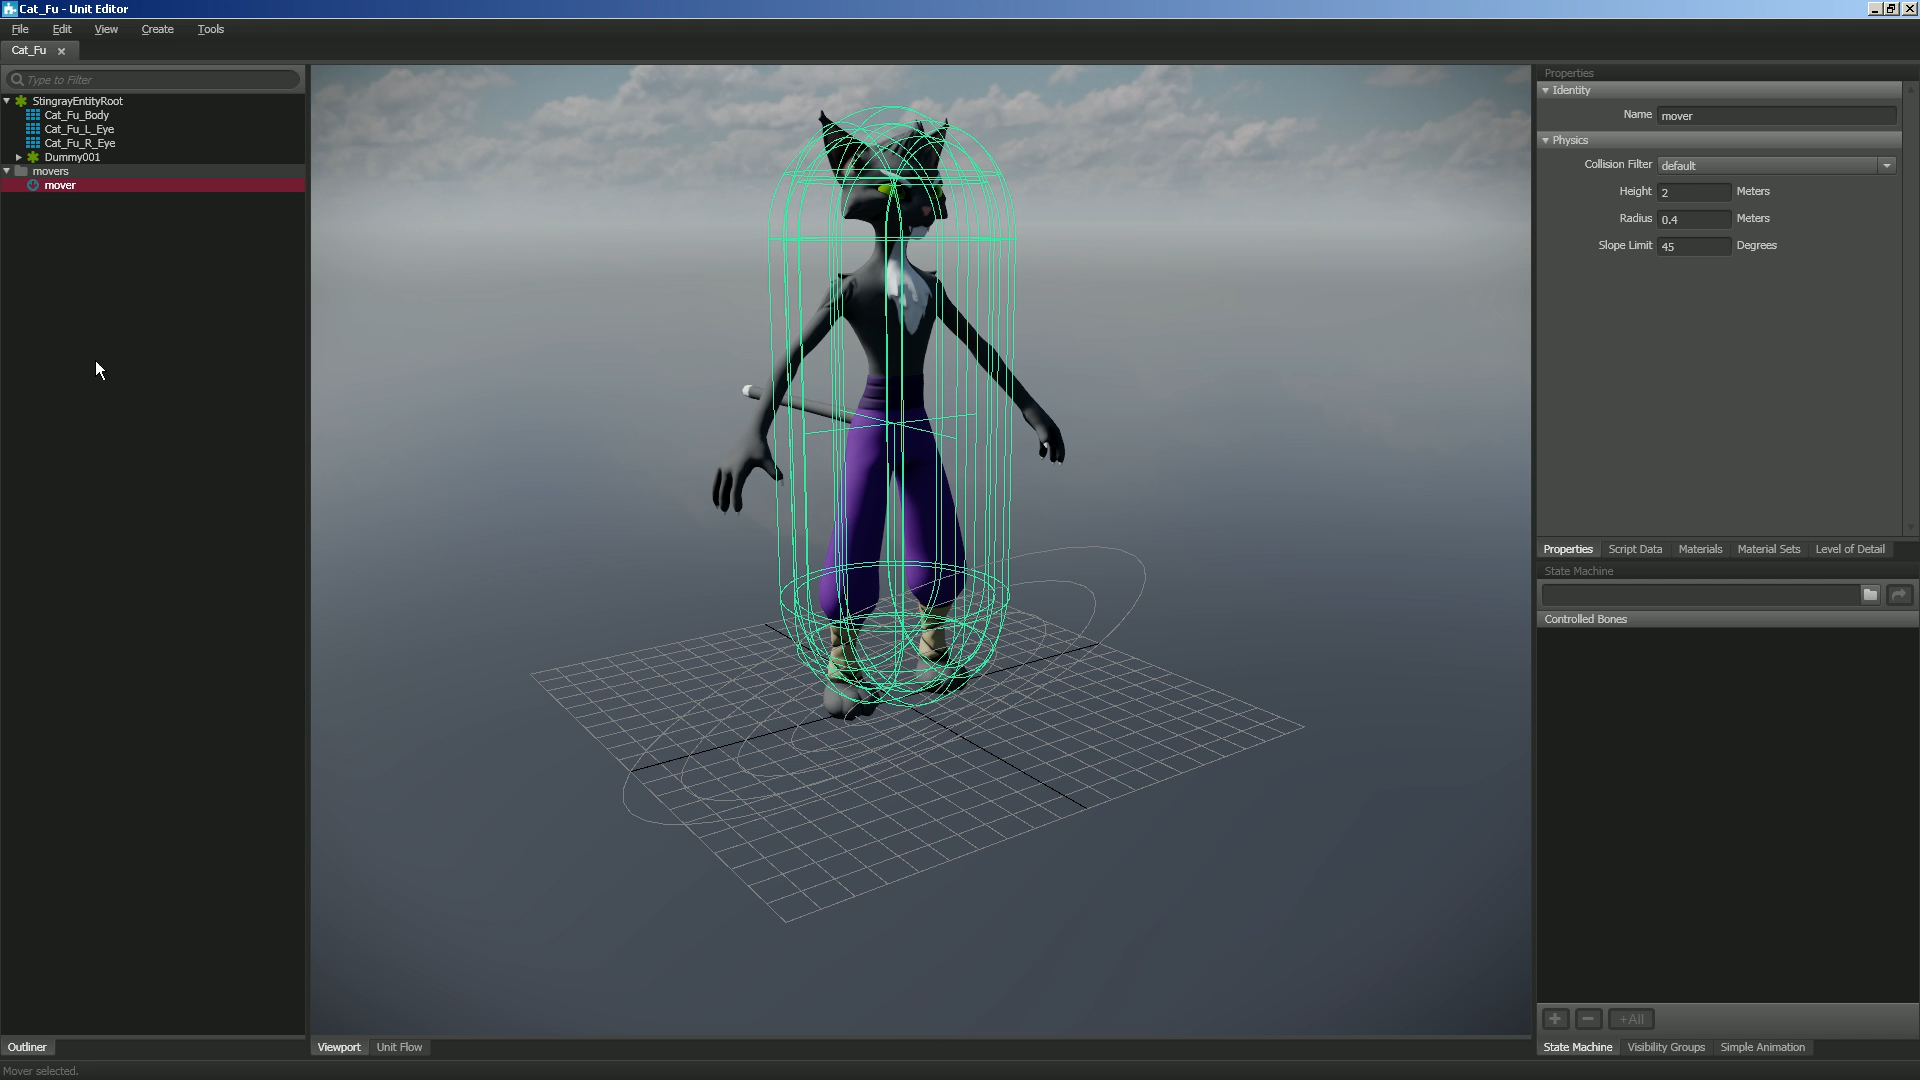 Cat_Fu - Unit Editor
File Edit View Create Tools
Cat_Fu
Type to Filter
StingrayEntityRoot
Cat_Fu_Body
Cat_Fu_L_Eye
Cat_Fu_R_Eye
Dummy001
movers
mover
Outliner
Viewport Unit Flow
Properties
Identity
Name mover
Physics
Collision Filter default
Height 2 Meters
Radius 0.4 Meters
Slope Limit 45 Degrees
Properties Script Data Materials Material Sets Level of Detail
State Machine
Controlled Bones
+All
State Machine Visibility Groups Simple Animation
Mover selected.